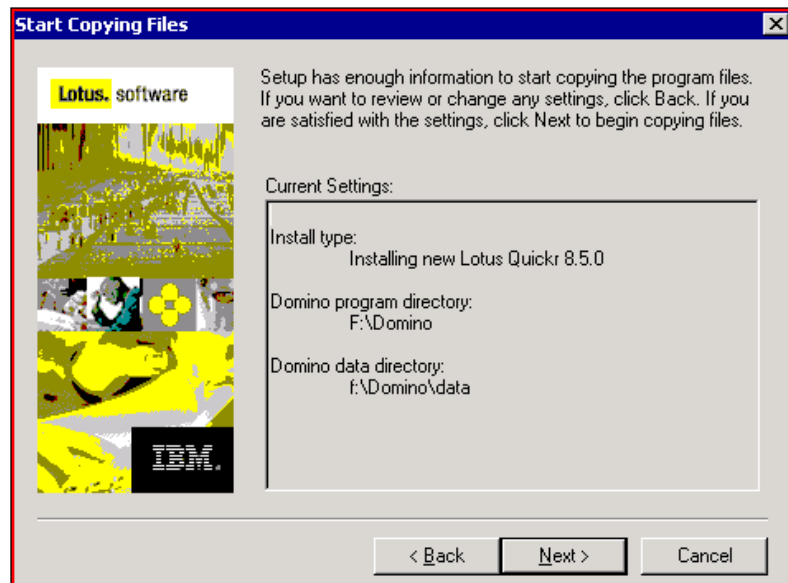 Start Copying Files
Lotus. software
Setup has enough information to start copying the program files.
If you want to review or change any settings, click Back. If you
are satisfied with the settings, click Next to begin copying files.
Current Settings:
Install type:
Installing new Lotus Quickr 8.5.0
Domino program directory:
F:\Domino
Domino data directory:
f:\Domino\data
IBM.
< Back
Next >
Cancel